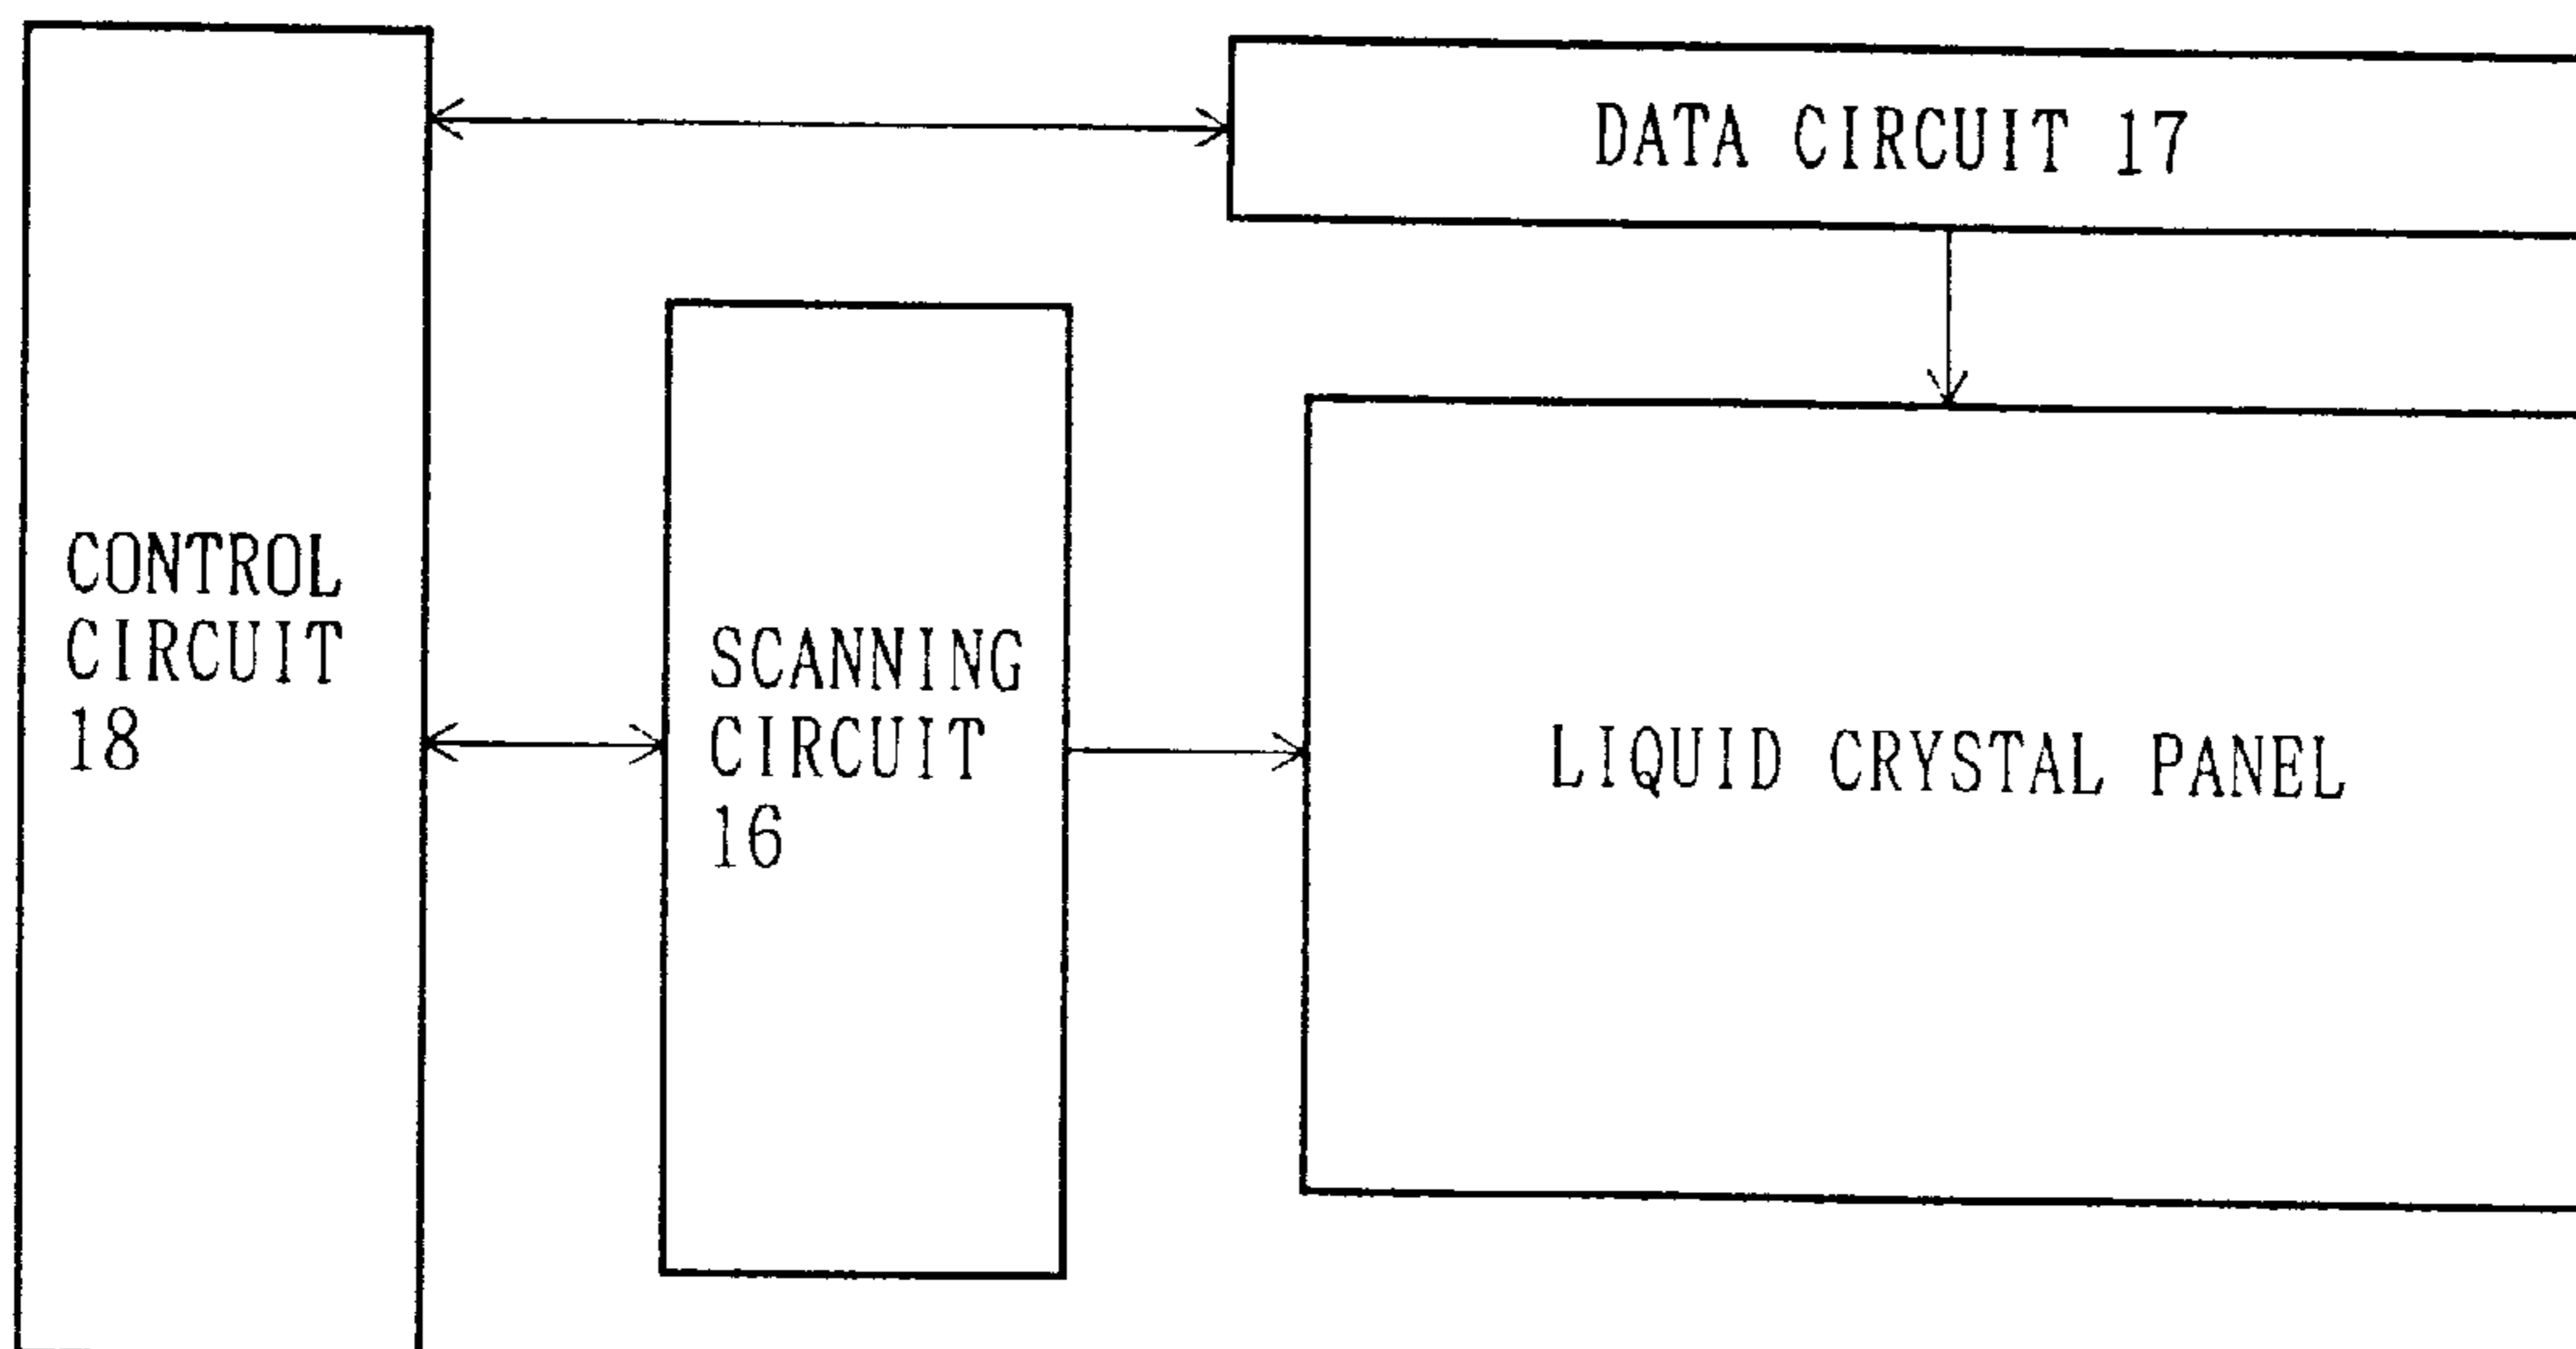 DATA CIRCUIT 17
CONTROL
CIRCUIT
18
SCANNING
CIRCUIT
16
LIQUID CRYSTAL PANEL